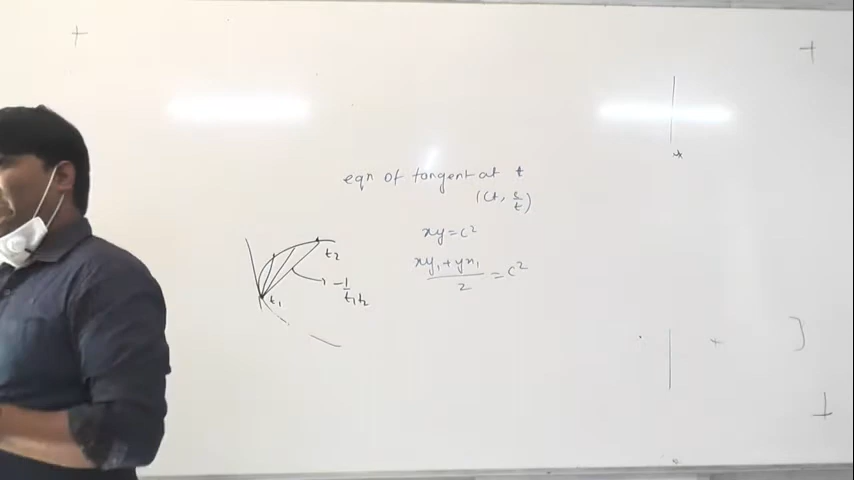 eqn of tangent at t
(ct, c/t)
xy=c²
(xy₁+yx₁)/2 = c²
t₂
t₁
-1/t₁t₂